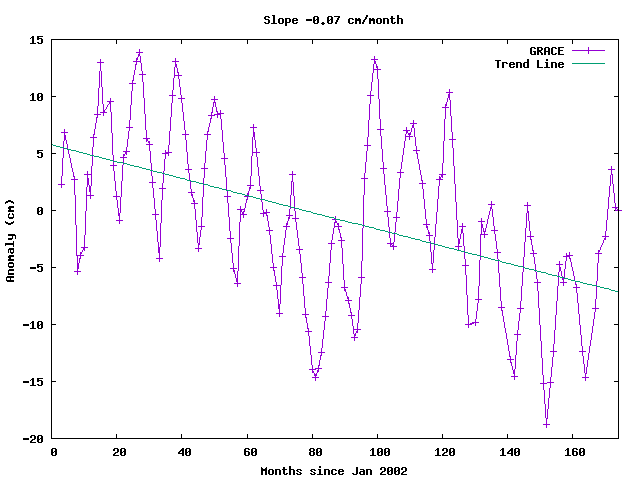 Slope -0.07 cm/month
15
10
5
0
-5
-10
-15
-20
Anomaly (cm)
GRACE
Trend Line
0 20 40 60 80 100 120 140 160
Months since Jan 2002